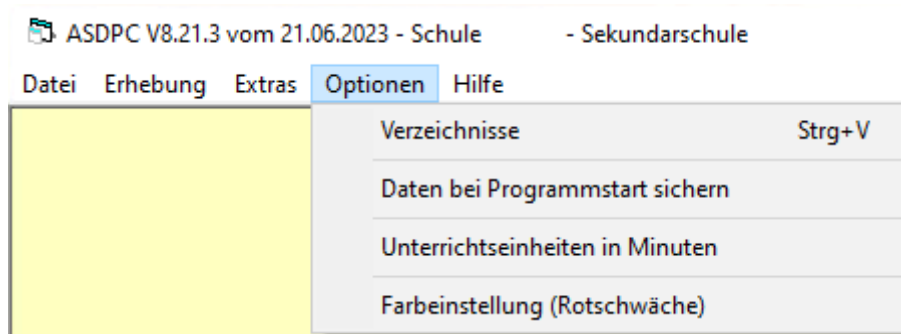 ASDPC V8.21.3 vom 21.06.2023 - Schule - Sekundarschule
Datei Erhebung Extras Optionen Hilfe
Verzeichnisse Strg+V
Daten bei Programmstart sichern
Unterrichtseinheiten in Minuten
Farbeinstellung (Rotschwäche)